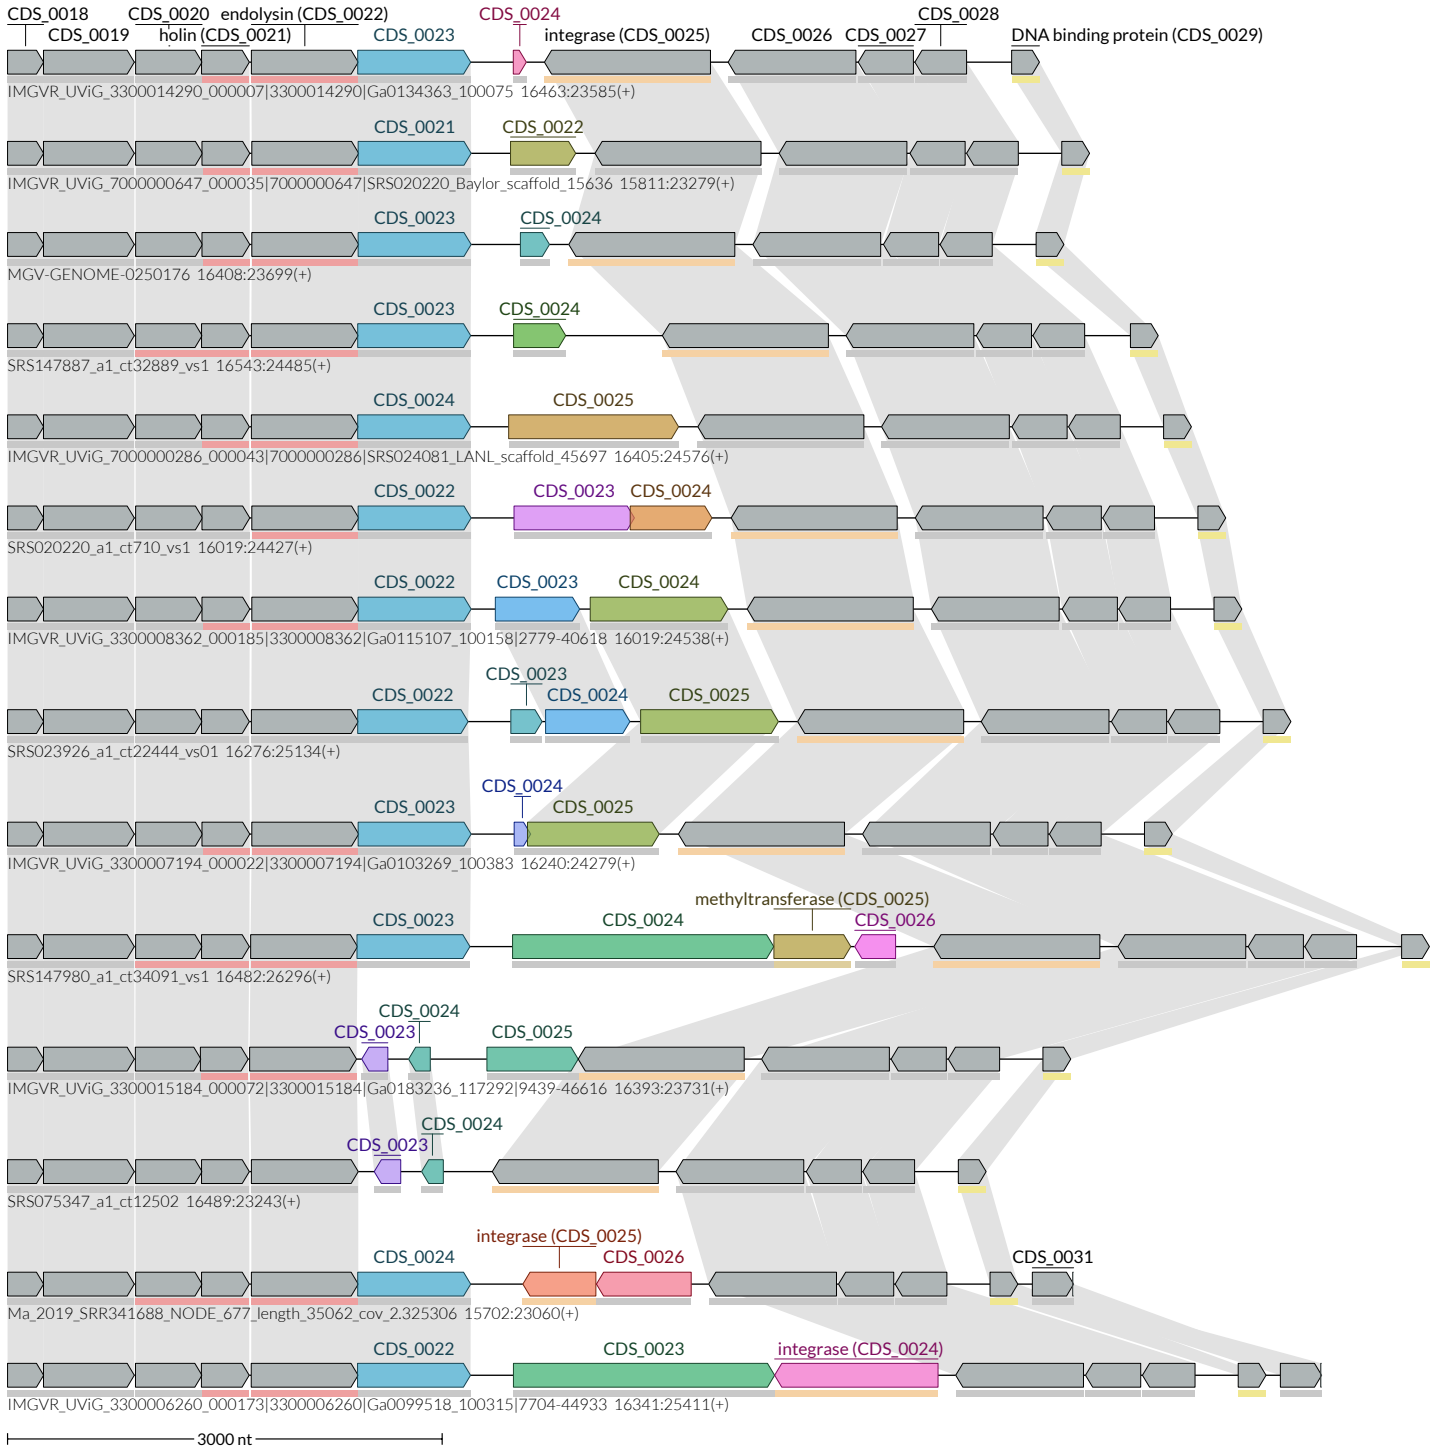 CDS_0018 CDS_0020 endolysin (CDS_0022) CDS_0024 CDS_0028
CDS_0019 holin (CDS_0021) CDS_0023 integrase (CDS_0025) CDS_0026 CDS_0027 DNA binding protein (CDS_0029)
IMGVR_UViG_3300014290_000007|3300014290|Ga0134363_100075 16463:23585(+)
CDS_0021 CDS_0022
IMGVR_UViG_7000000647_000035|7000000647|SRS020220_Baylor_scaffold_15636 15811:23279(+)
CDS_0023 CDS_0024
MGV-GENOME-0250176 16408:23699(+)
CDS_0023 CDS_0024
SRS147887_a1_ct32889_vs1 16543:24485(+)
CDS_0024 CDS_0025
IMGVR_UViG_7000000286_000043|7000000286|SRS024081_LANL_scaffold_45697 16405:24576(+)
CDS_0022 CDS_0023 CDS_0024
SRS020220_a1_ct710_vs1 16019:24427(+)
CDS_0022 CDS_0023 CDS_0024
IMGVR_UViG_3300008362_000185|3300008362|Ga0115107_100158|2779-40618 16019:24538(+)
CDS_0023
CDS_0022 CDS_0024 CDS_0025
SRS023926_a1_ct22444_vs01 16276:25134(+)
CDS_0024
CDS_0023 CDS_0025
IMGVR_UViG_3300007194_000022|3300007194|Ga0103269_100383 16240:24279(+)
methyltransferase (CDS_0025)
CDS_0023 CDS_0024 CDS_0026
SRS147980_a1_ct34091_vs1 16482:26296(+)
CDS_0024
CDS_0023 CDS_0025
IMGVR_UViG_3300015184_000072|3300015184|Ga0183236_117292|9439-46616 16393:23731(+)
CDS_0024
CDS_0023
SRS075347_a1_ct12502 16489:23243(+)
integrase (CDS_0025)
CDS_0024 CDS_0026 CDS_0031
Ma_2019_SRR341688_NODE_677_length_35062_cov_2.325306 15702:23060(+)
CDS_0022 CDS_0023 integrase (CDS_0024)
IMGVR_UViG_3300006260_000173|3300006260|Ga0099518_100315|7704-44933 16341:25411(+)
3000 nt